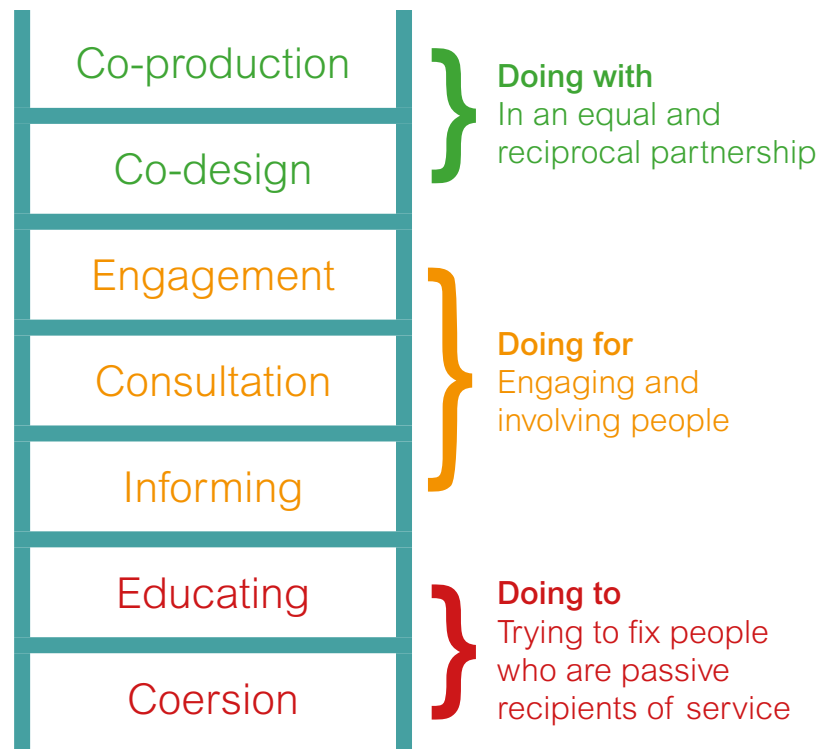 Co-production
Co-design
Doing with
In an equal and
reciprocal partnership
Engagement
Consultation
Informing
Doing for
Engaging and
involving people
Educating
Coersion
Doing to
Trying to fix people
who are passive
recipients of service